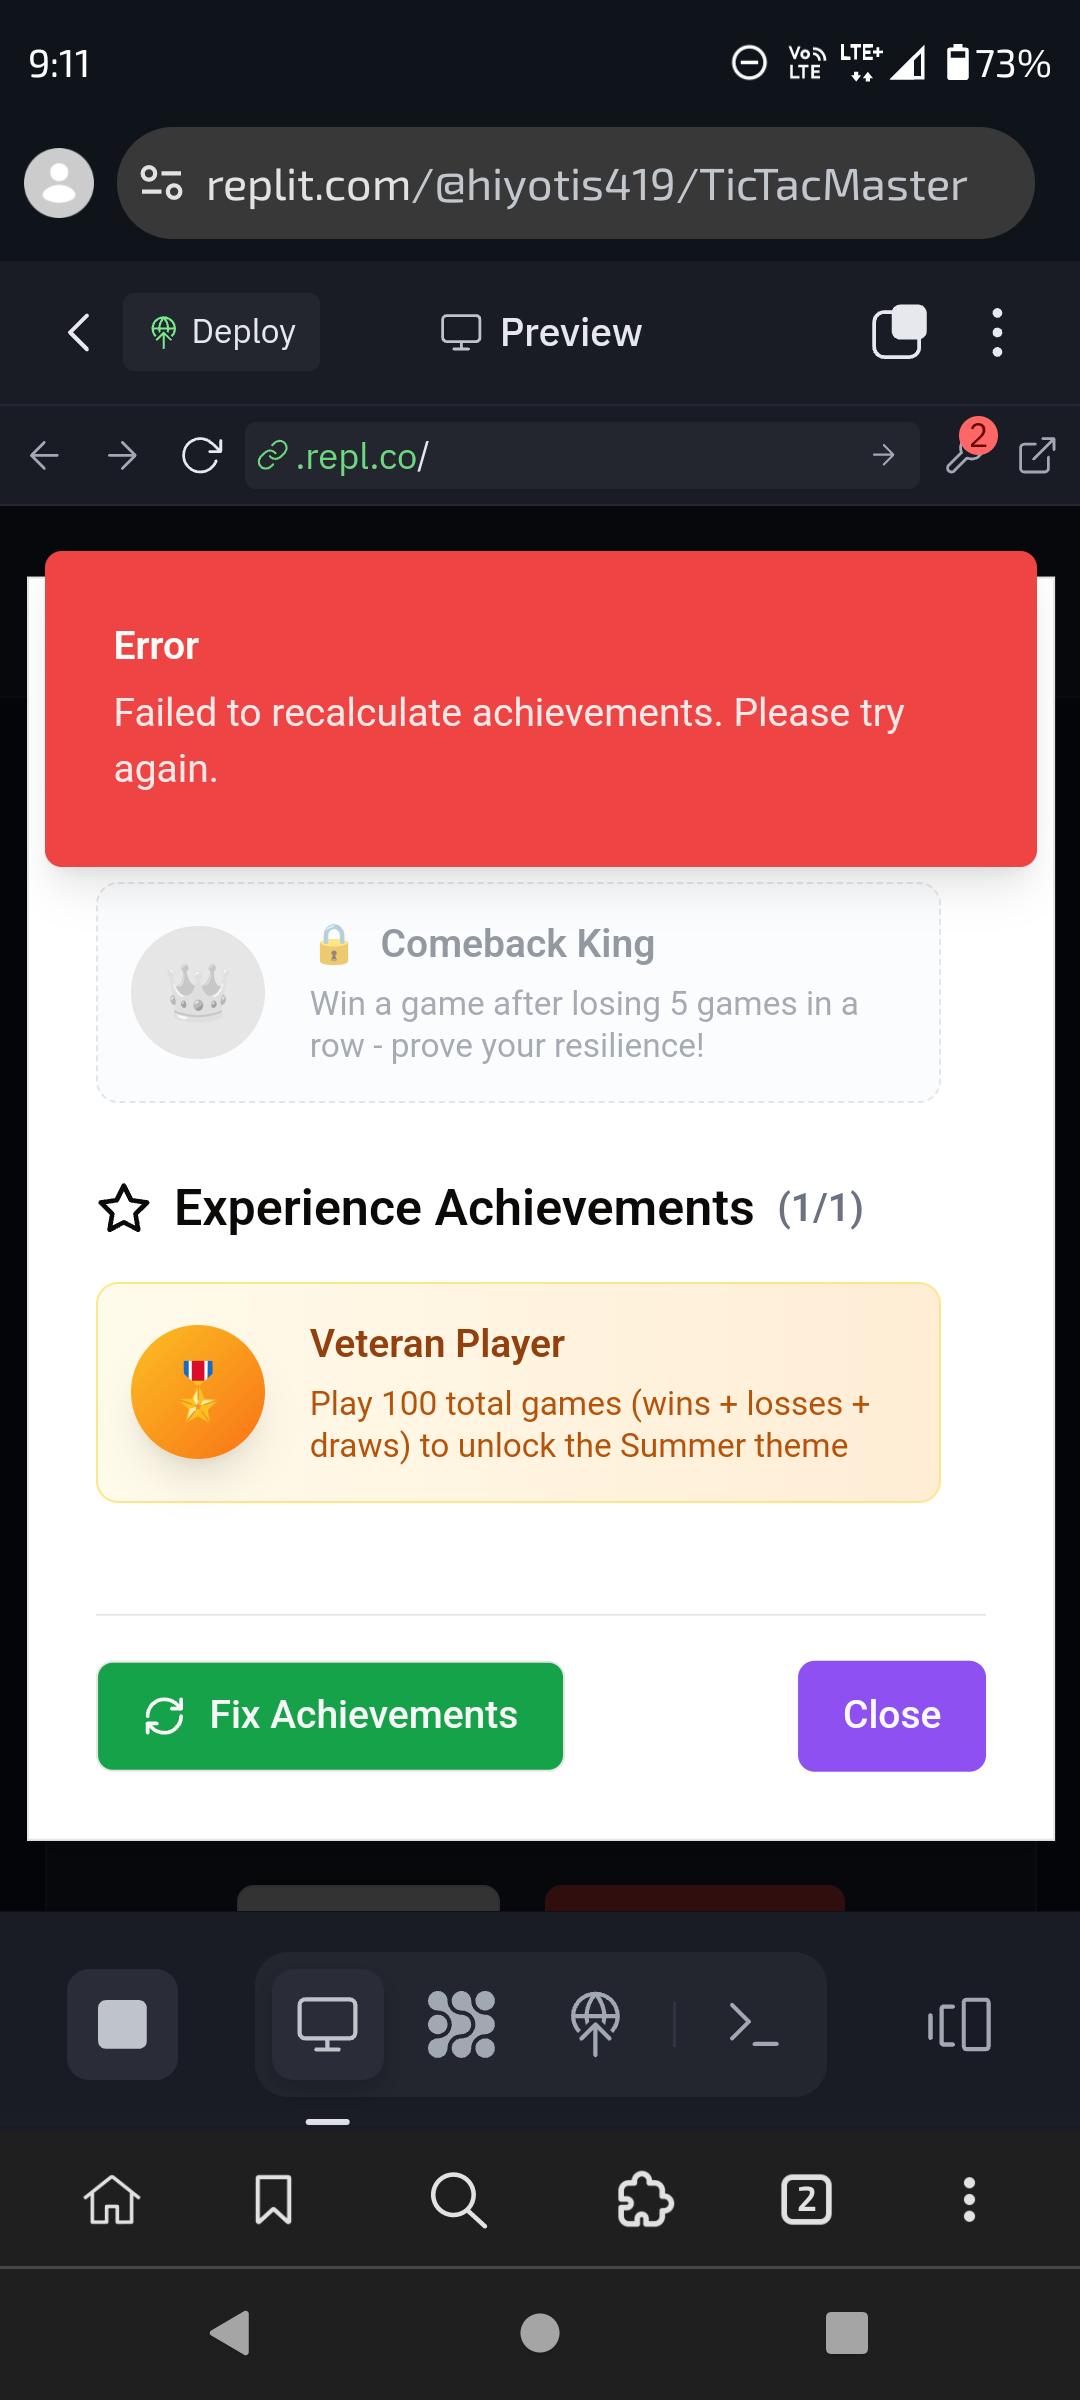 9:11
Vo LTE
LTE+
73%
replit.com/@hiyotis419/TicTacMaster
Deploy
Preview
.repl.co/
2
Error
Failed to recalculate achievements. Please try
again.
Comeback King
Win a game after losing 5 games in a
row - prove your resilience!
Experience Achievements (1/1)
Veteran Player
Play 100 total games (wins + losses +
draws) to unlock the Summer theme
Fix Achievements
Close
2